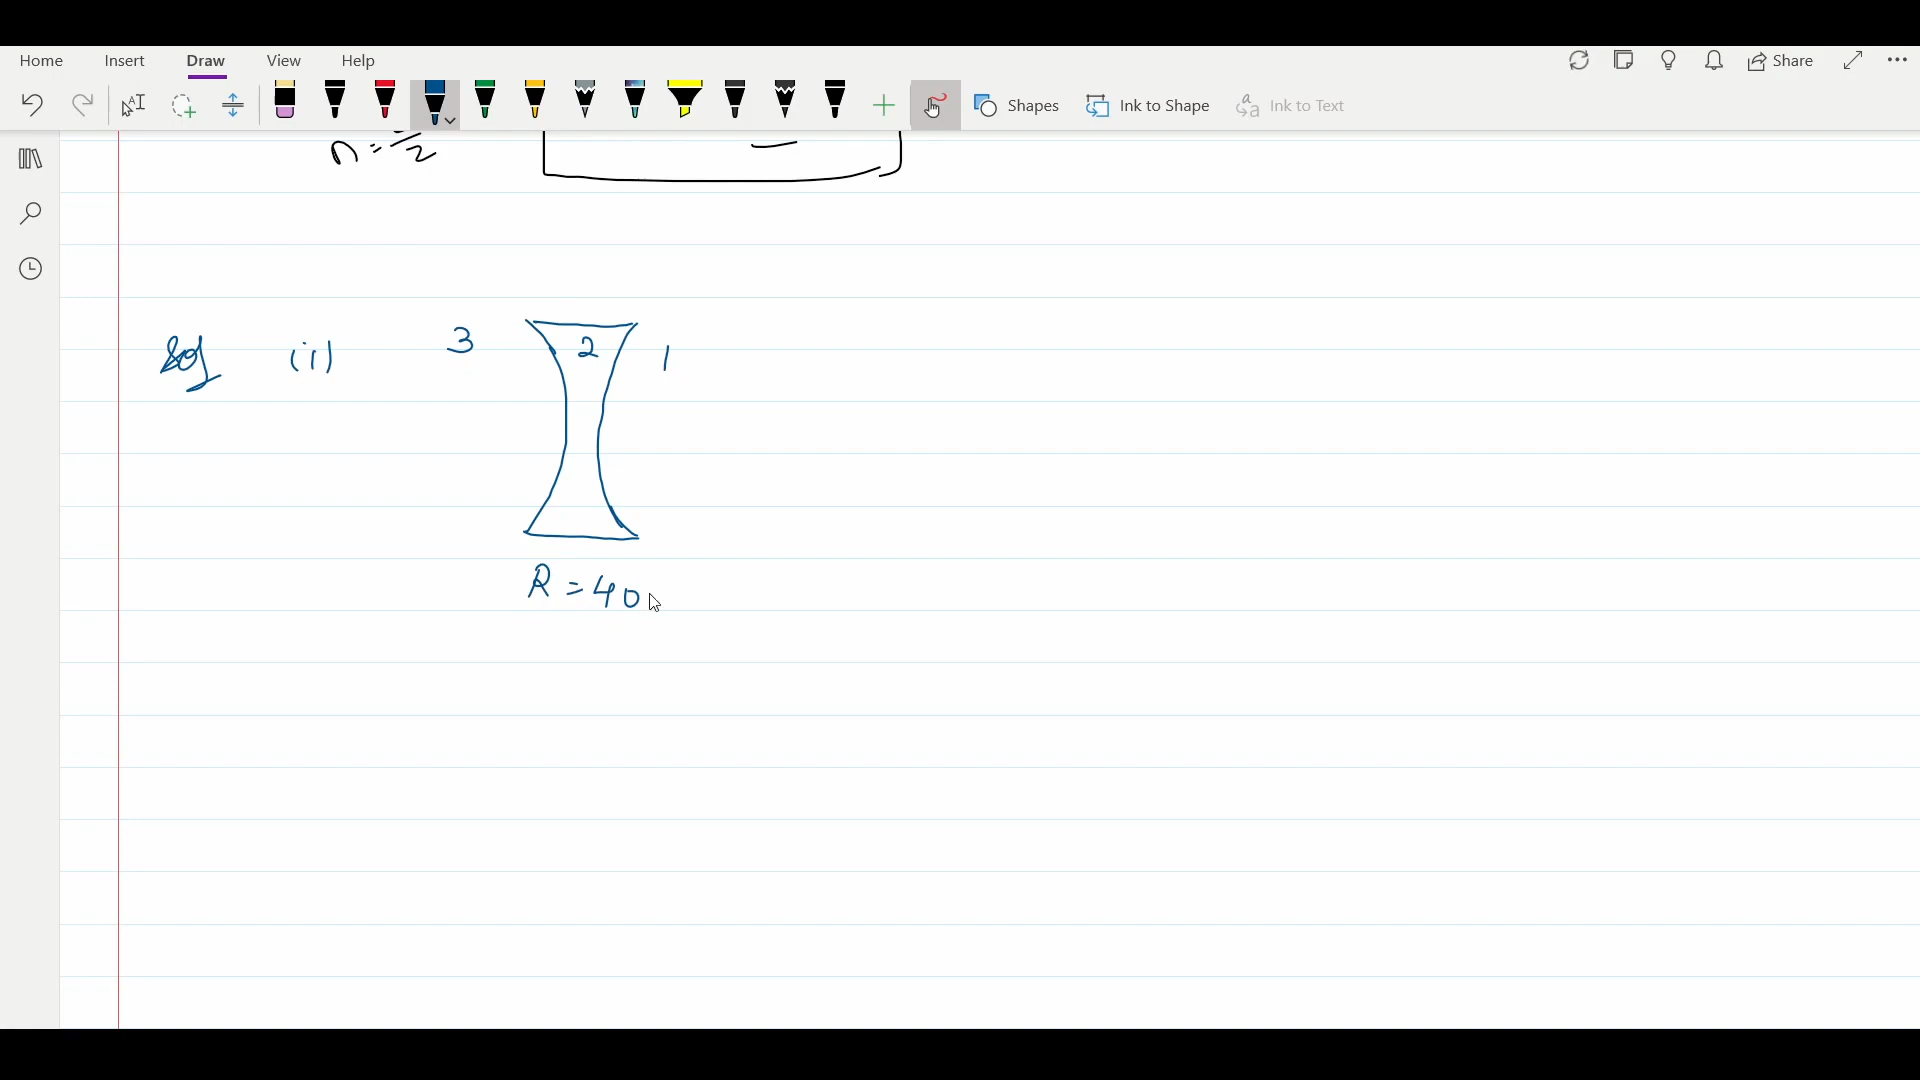 Home Insert Draw View Help Share
Shapes Ink to Shape Ink to Text
Sol (i) 3 2 1
R = 40